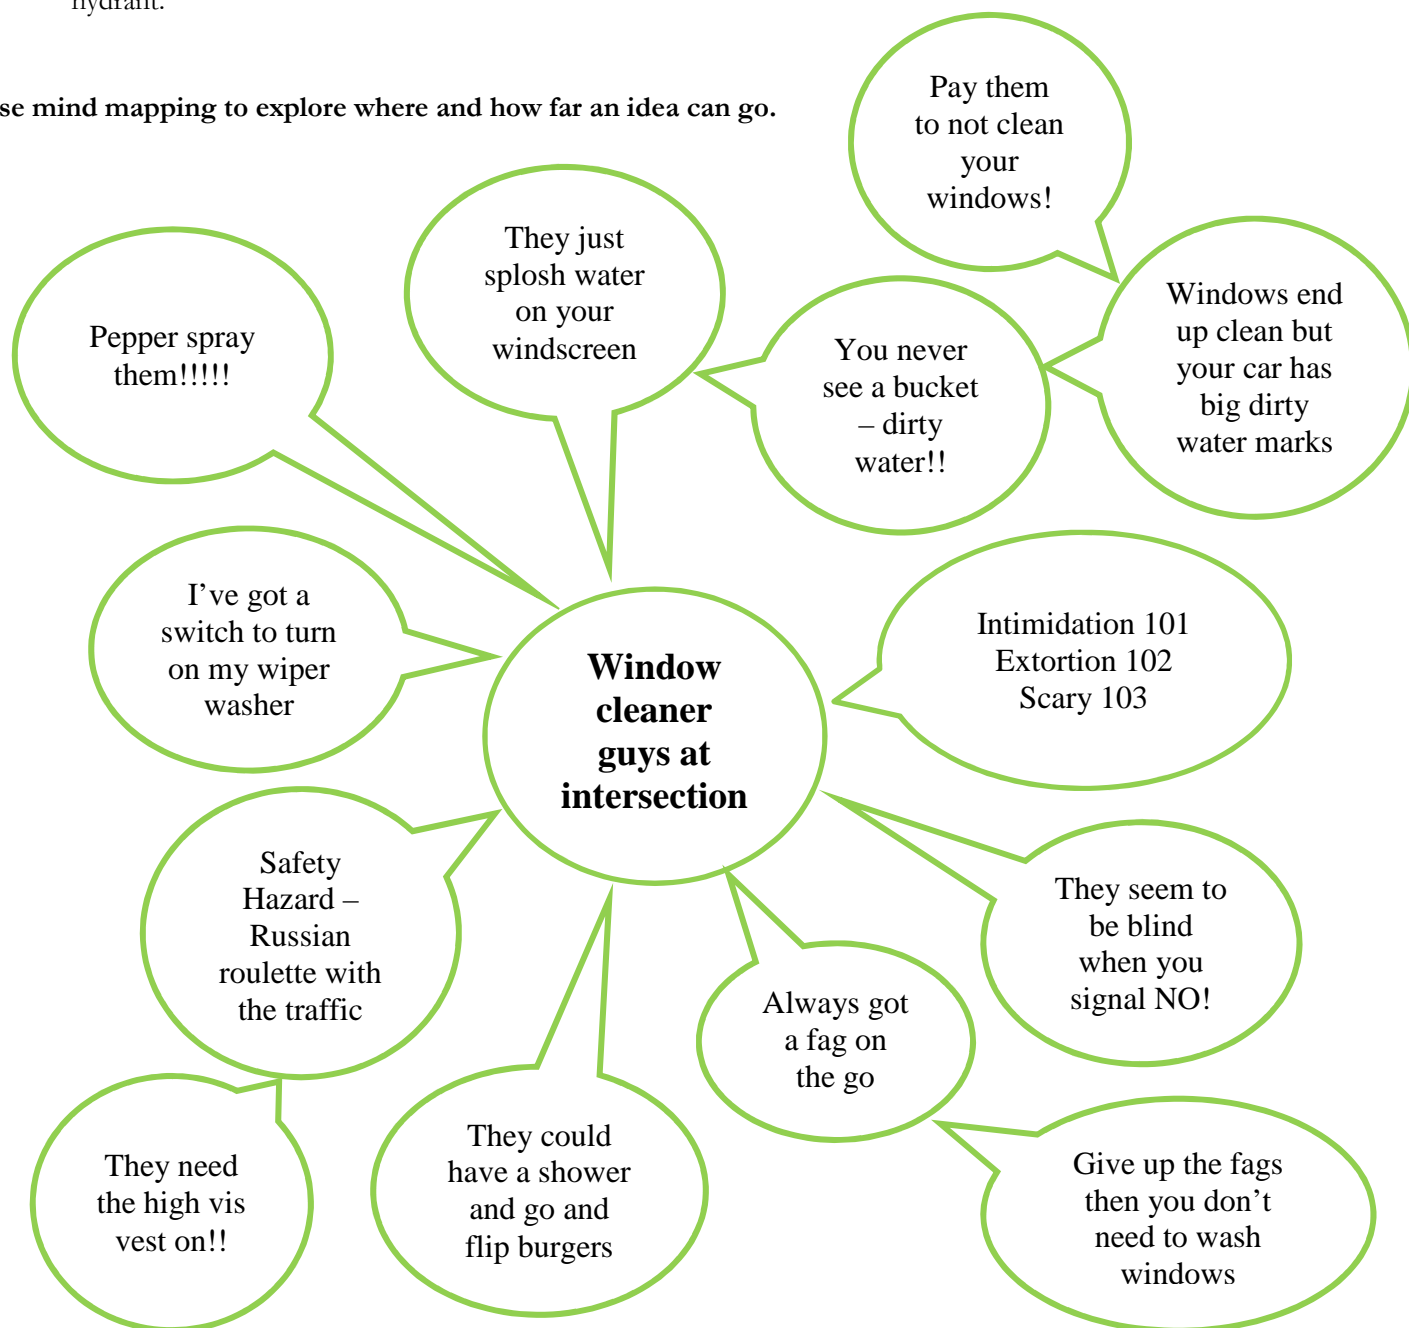 hydrant.
se mind mapping to explore where and how far an idea can go.
Pay them
to not clean
your
windows!
They just
splosh water
on your
windscreen
Pepper spray
them!!!!!
You never
see a bucket
– dirty
water!!
Windows end
up clean but
your car has
big dirty
water marks
I’ve got a
switch to turn
on my wiper
washer
Window
cleaner
guys at
intersection
Intimidation 101
Extortion 102
Scary 103
Safety
Hazard –
Russian
roulette with
the traffic
They seem to
be blind
when you
signal NO!
Always got
a fag on
the go
They need
the high vis
vest on!!
They could
have a shower
and go and
flip burgers
Give up the fags
then you don’t
need to wash
windows